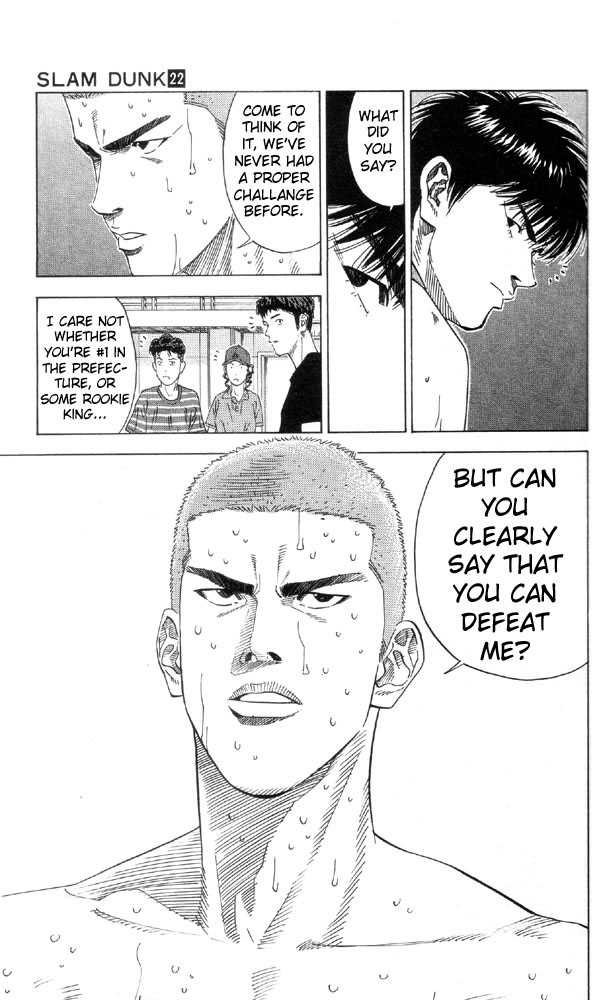 SLAM DUNK 22
WHAT
DID
YOU
SAY?
COME TO
THINK OF
IT, WE'VE
NEVER HAD
A PROPER
CHALLANGE
BEFORE.
I CARE NOT
WHETHER
YOU'RE #1 IN
THE PREFEC-
TURE, OR
SOME ROOKIE
KING...
BUT CAN
YOU
CLEARLY
SAY THAT
YOU CAN
DEFEAT
ME?